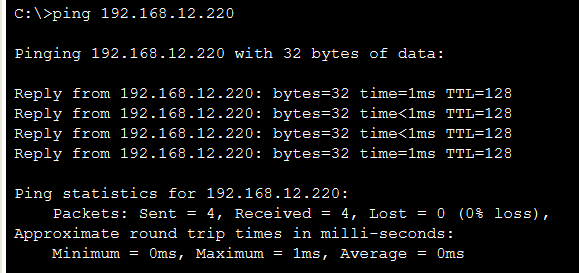 C:\>ping 192.168.12.220
Pinging 192.168.12.220 with 32 bytes of data:
Reply from 192.168.12.220: bytes=32 time=1ms TTL=128
Reply from 192.168.12.220: bytes=32 time<1ms TTL=128
Reply from 192.168.12.220: bytes=32 time<1ms TTL=128
Reply from 192.168.12.220: bytes=32 time=1ms TTL=128
Ping statistics for 192.168.12.220:
    Packets: Sent = 4, Received = 4, Lost = 0 (0% loss),
Approximate round trip times in milli-seconds:
    Minimum = 0ms, Maximum = 1ms, Average = 0ms